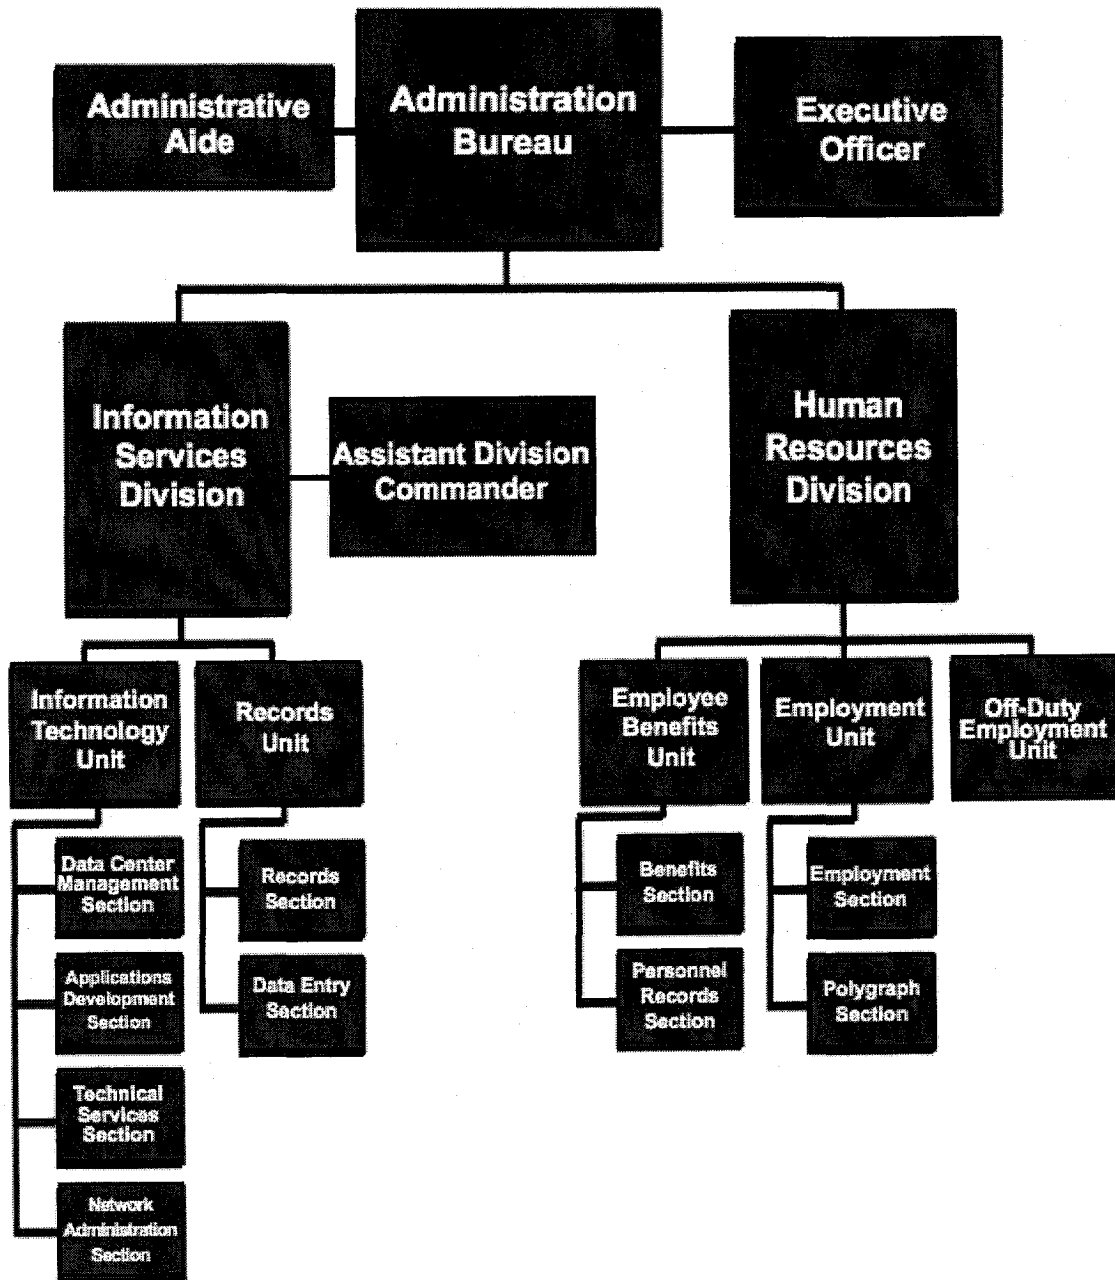 Administrative
Aide
Administration
Bureau
Executive
Officer
Information
Services
Division
Assistant Division
Commander
Human
Resources
Division
Information
Technology
Unit
Records
Unit
Employee
Benefits
Unit
Employment
Unit
Off-Duty
Employment
Unit
Data Center
Management
Section
Records
Section
Benefits
Section
Employment
Section
Applications
Development
Section
Data Entry
Section
Personnel
Records
Section
Polygraph
Section
Technical
Services
Section
Network
Administration
Section